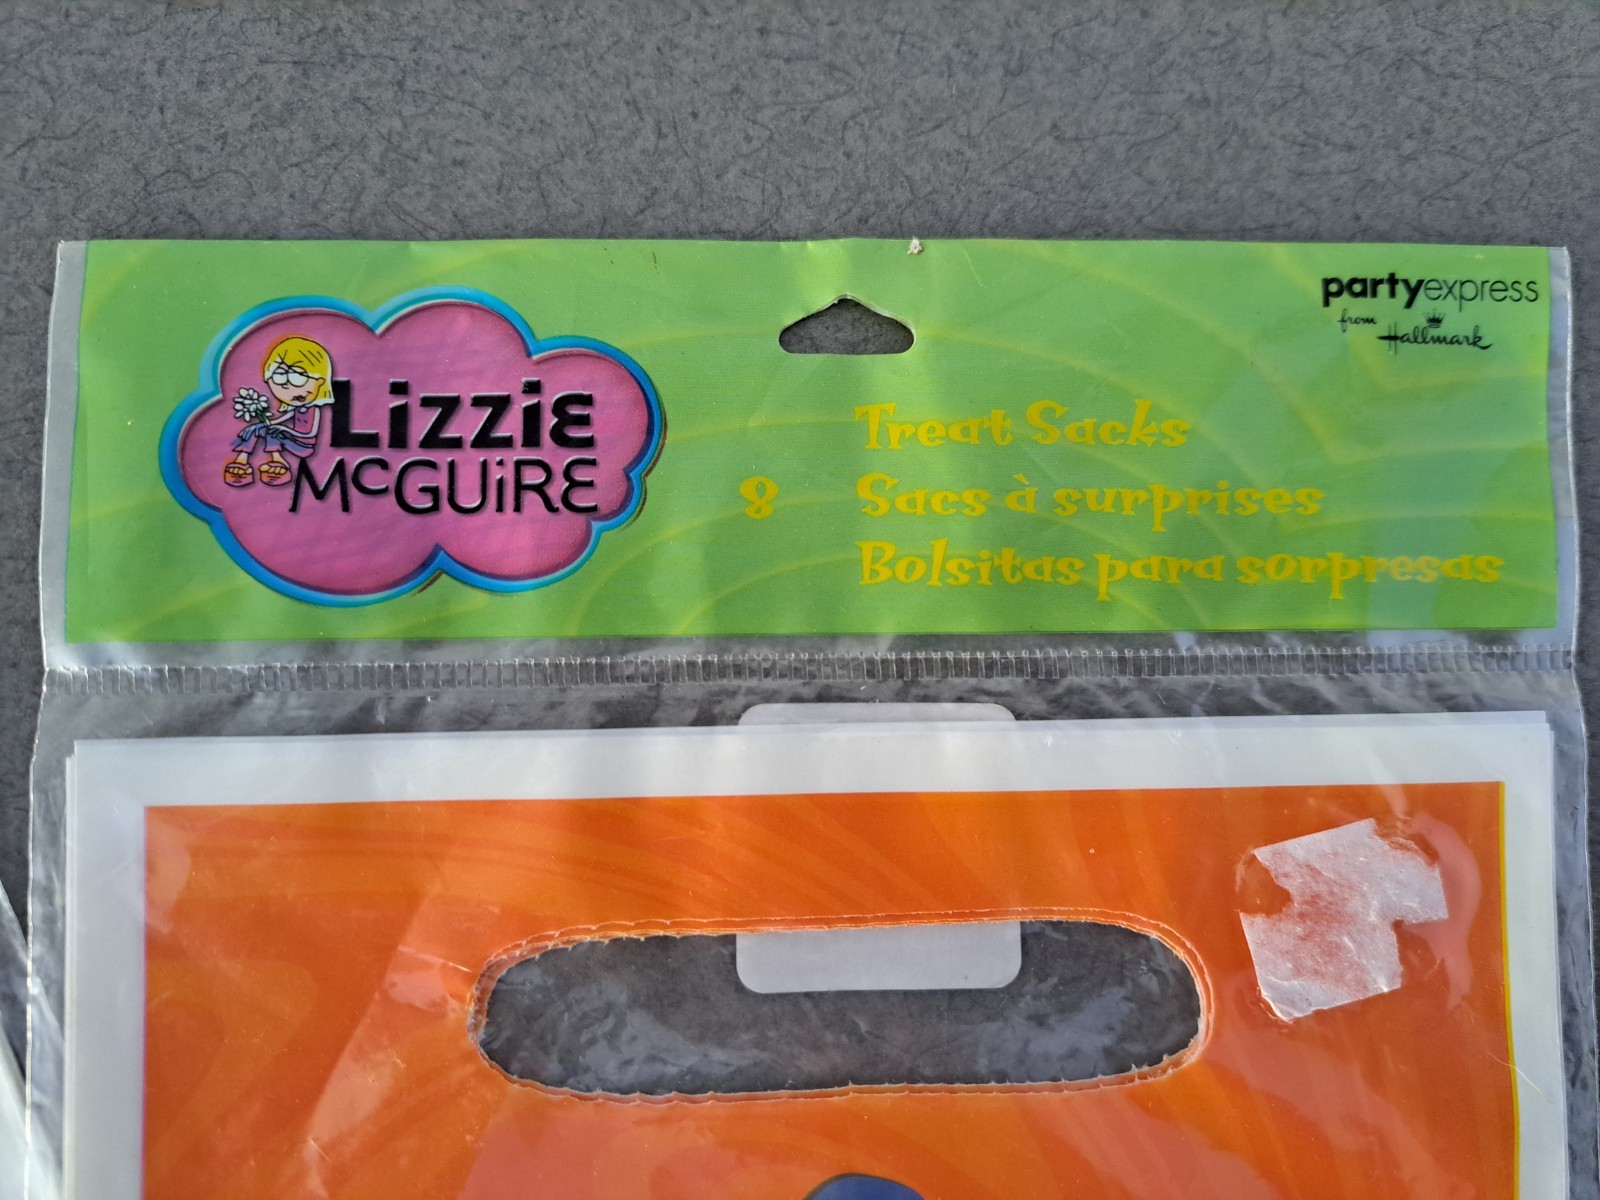 Lizzie
McGuire
partyexpress
from Hallmark
Treat Sacks
8 Sacs à surprises
Bolsitas para sorpresas